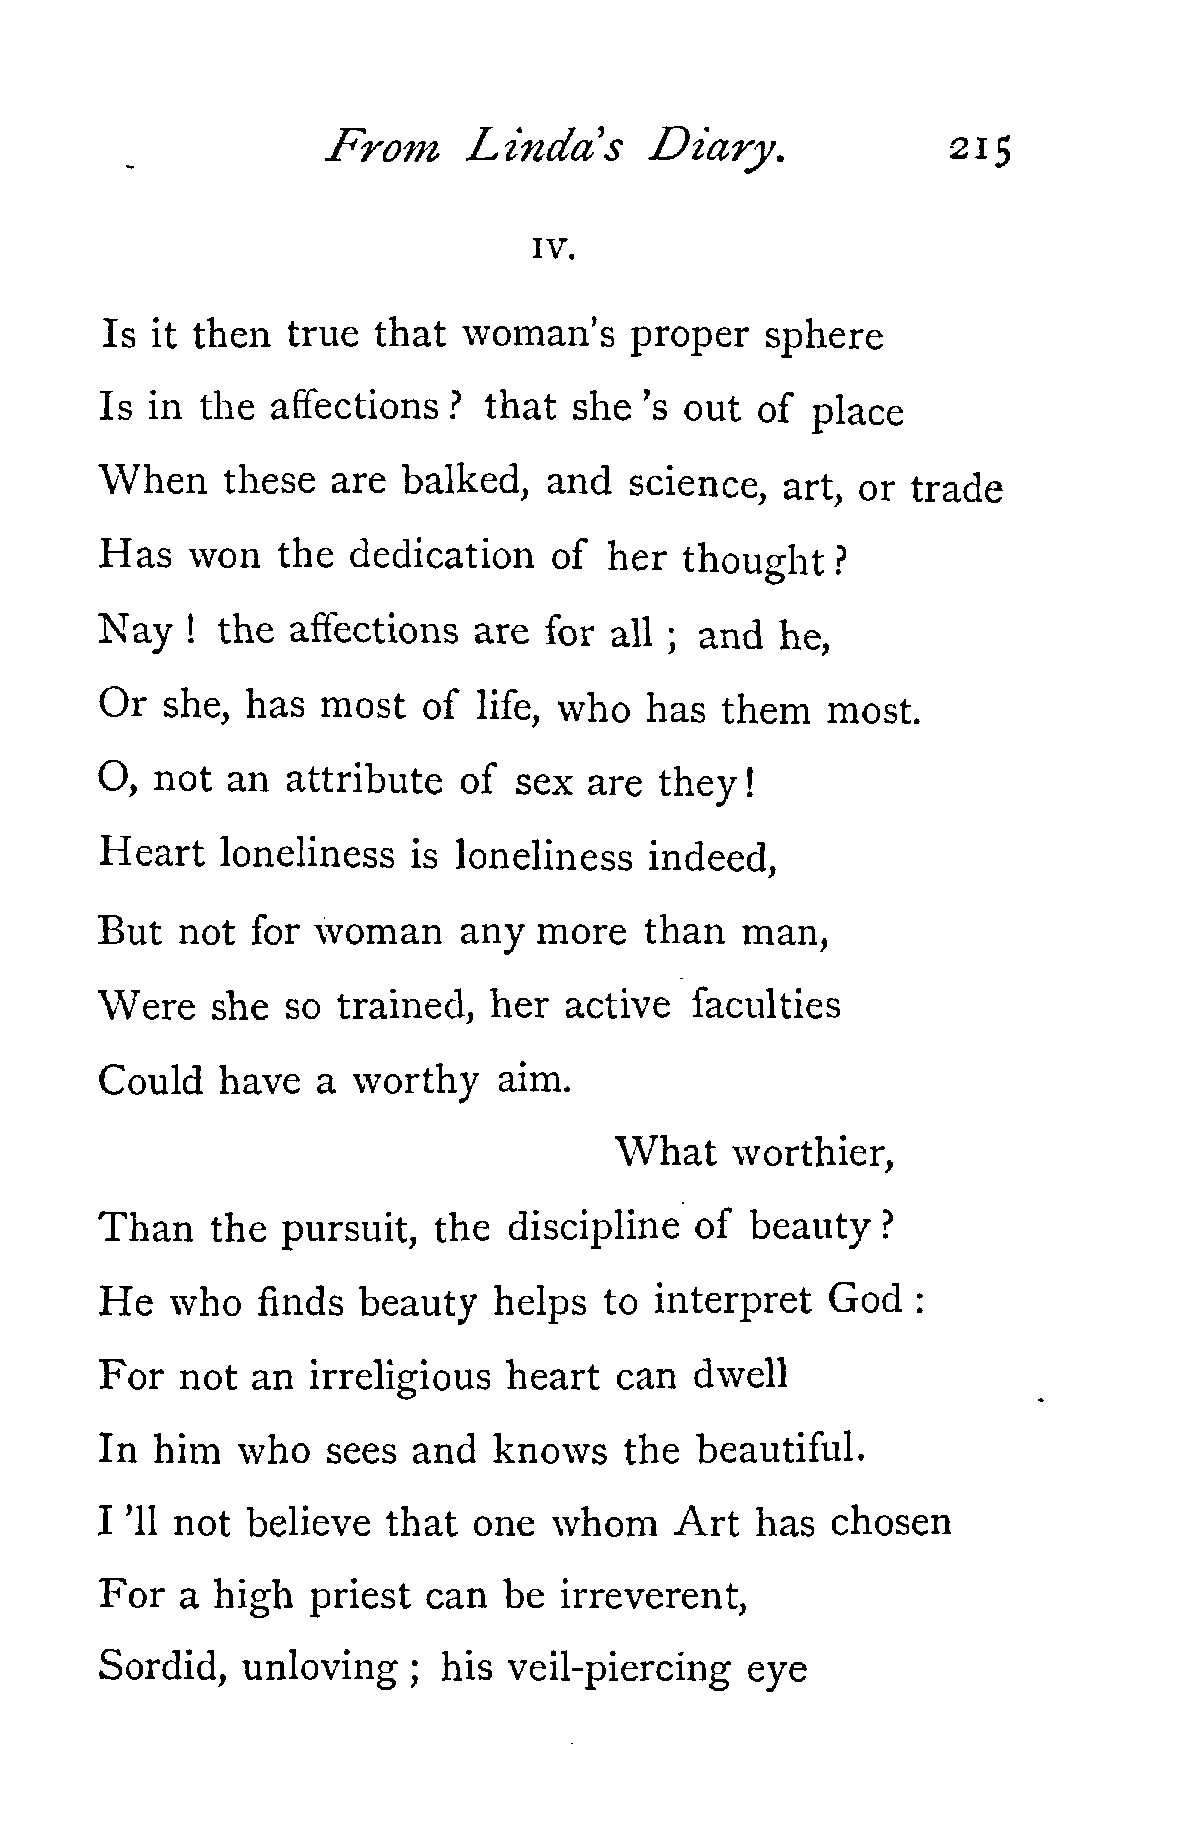 From Linda's Diary. 215
IV.
Is it then true that woman's proper sphere
Is in the affections ? that she 's out of place
When these are balked, and science, art, or trade
Has won the dedication of her thought ?
Nay ! the affections are for all ; and he,
Or she, has most of life, who has them most.
O, not an attribute of sex are they !
Heart loneliness is loneliness indeed,
But not for woman any more than man,
Were she so trained, her active faculties
Could have a worthy aim.
What worthier,
Than the pursuit, the discipline of beauty ?
He who finds beauty helps to interpret God :
For not an irreligious heart can dwell
In him who sees and knows the beautiful.
I 'll not believe that one whom Art has chosen
For a high priest can be irreverent,
Sordid, unloving ; his veil-piercing eye